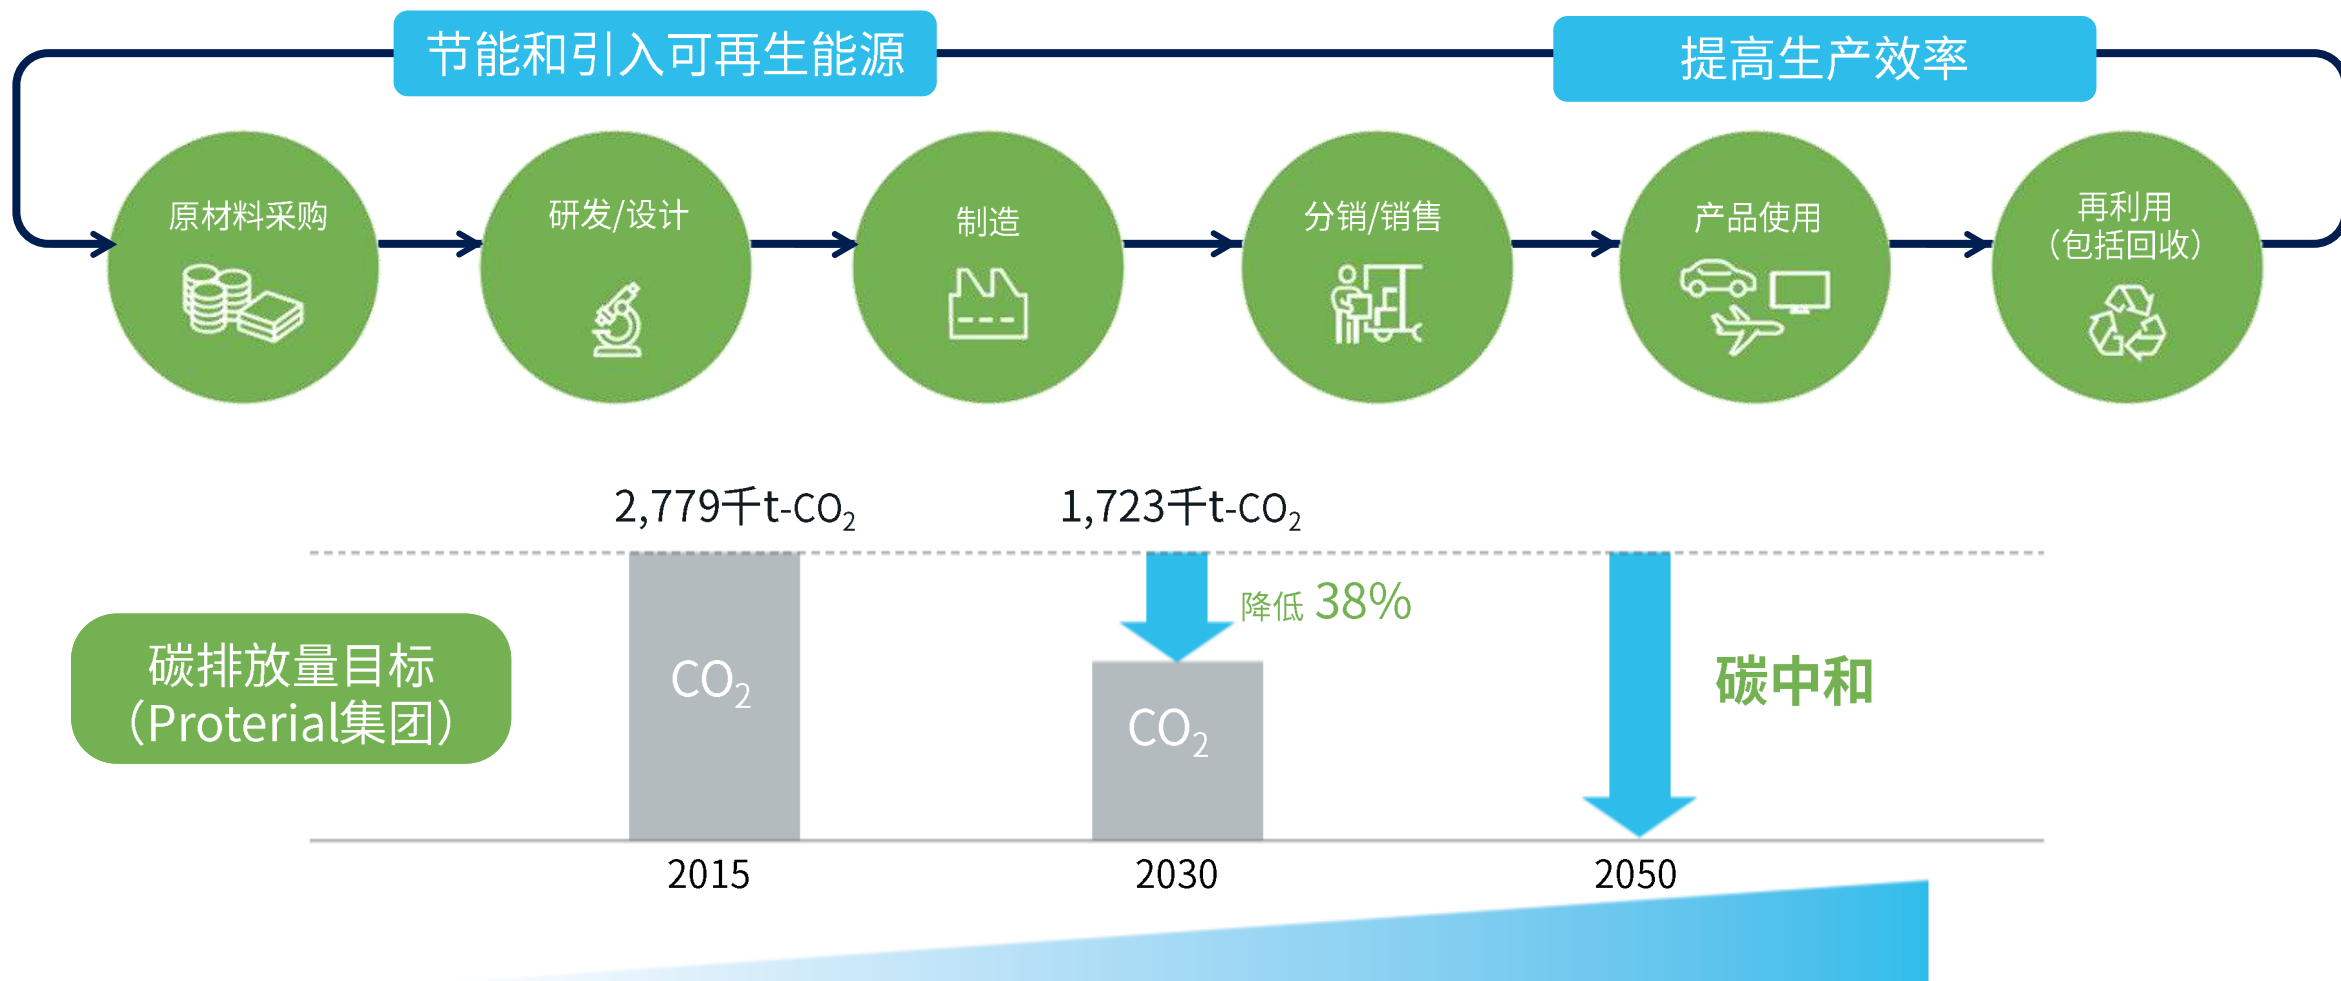 节能和引入可再生能源
提高生产效率
原材料采购
研发/设计
制造
分销/销售
产品使用
再利用
（包括回收）
2,779千t-CO₂
1,723千t-CO₂
降低 38%
碳排放量目标
（Proterial集团）
CO₂
CO₂
碳中和
2015
2030
2050